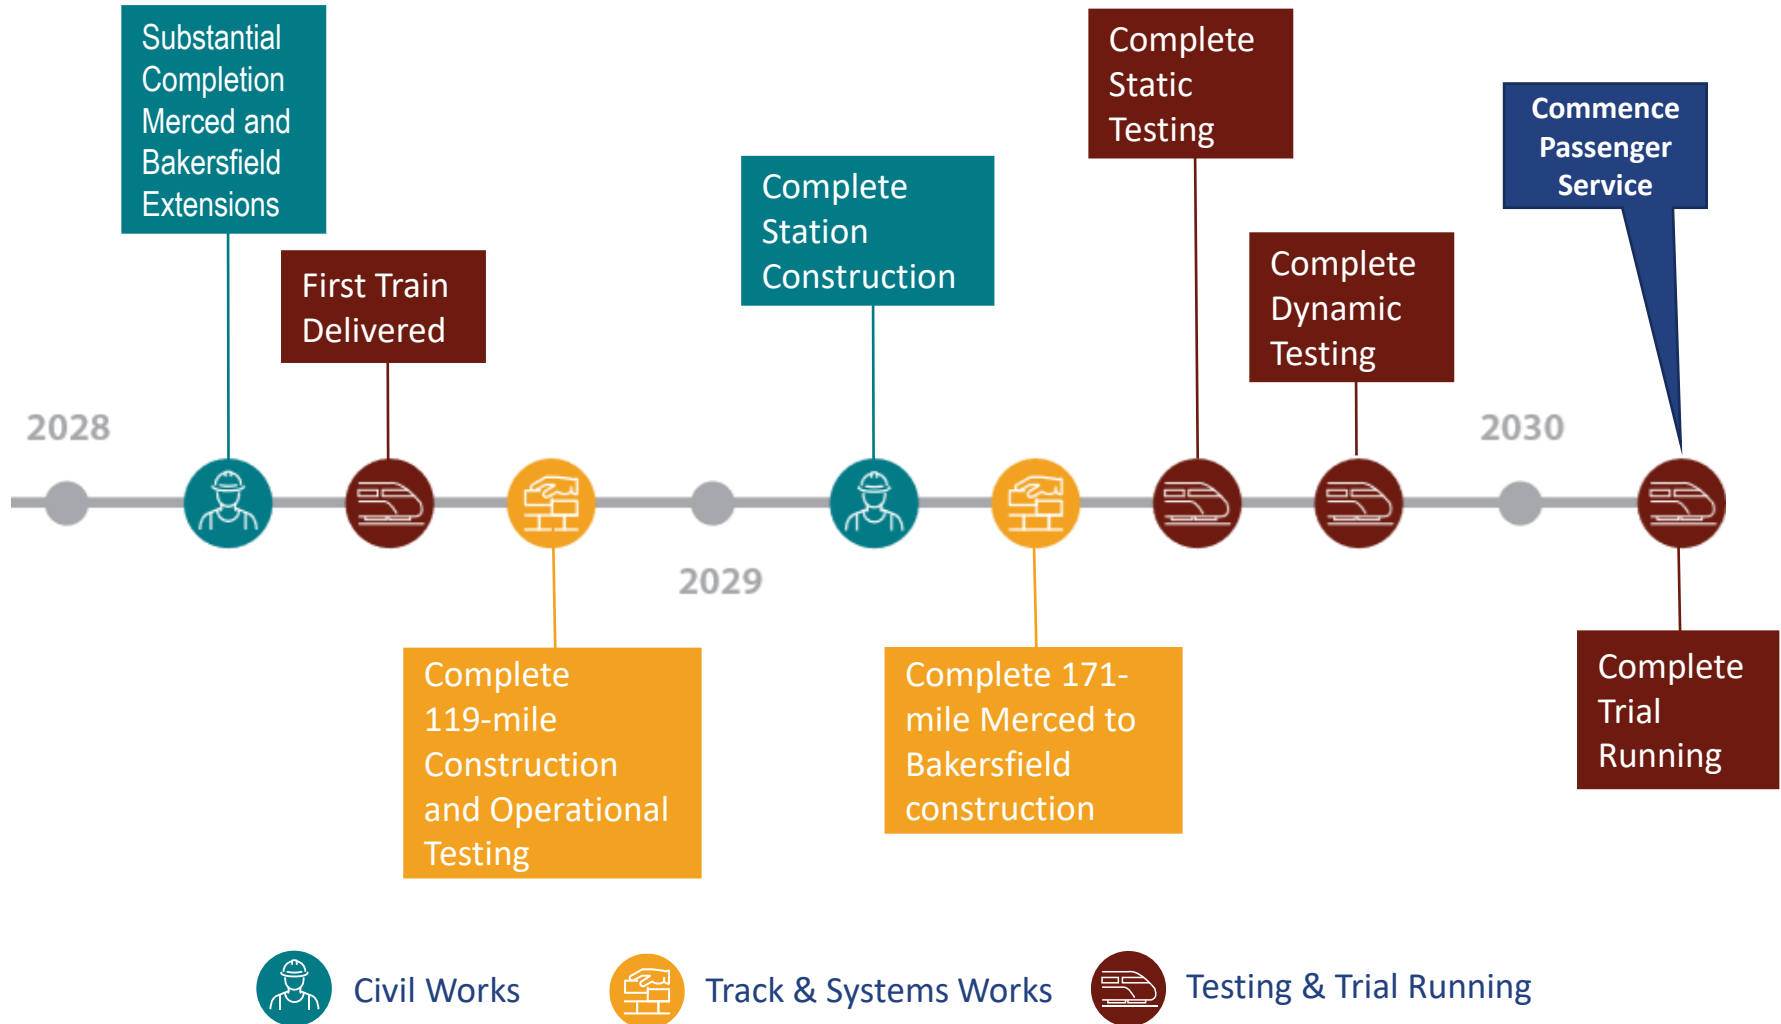 Substantial
Completion
Merced and
Bakersfield
Extensions
First Train
Delivered
Complete
Station
Construction
Complete
Static
Testing
Complete
Dynamic
Testing
Commence
Passenger
Service
2028
2029
2030
Complete
119-mile
Construction
and Operational
Testing
Complete 171-
mile Merced to
Bakersfield
construction
Complete
Trial
Running
Civil Works
Track & Systems Works
Testing & Trial Running